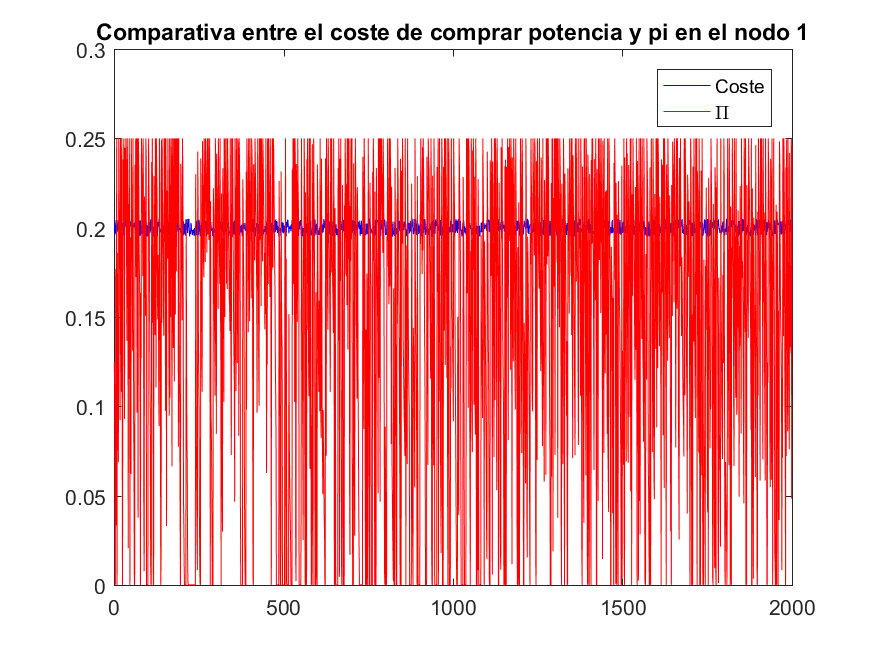 Comparativa entre el coste de comprar potencia y pi en el nodo 1
0.3
Coste
Π
0.25
0.2
0.15
0.1
0.05
0
0 500 1000 1500 2000